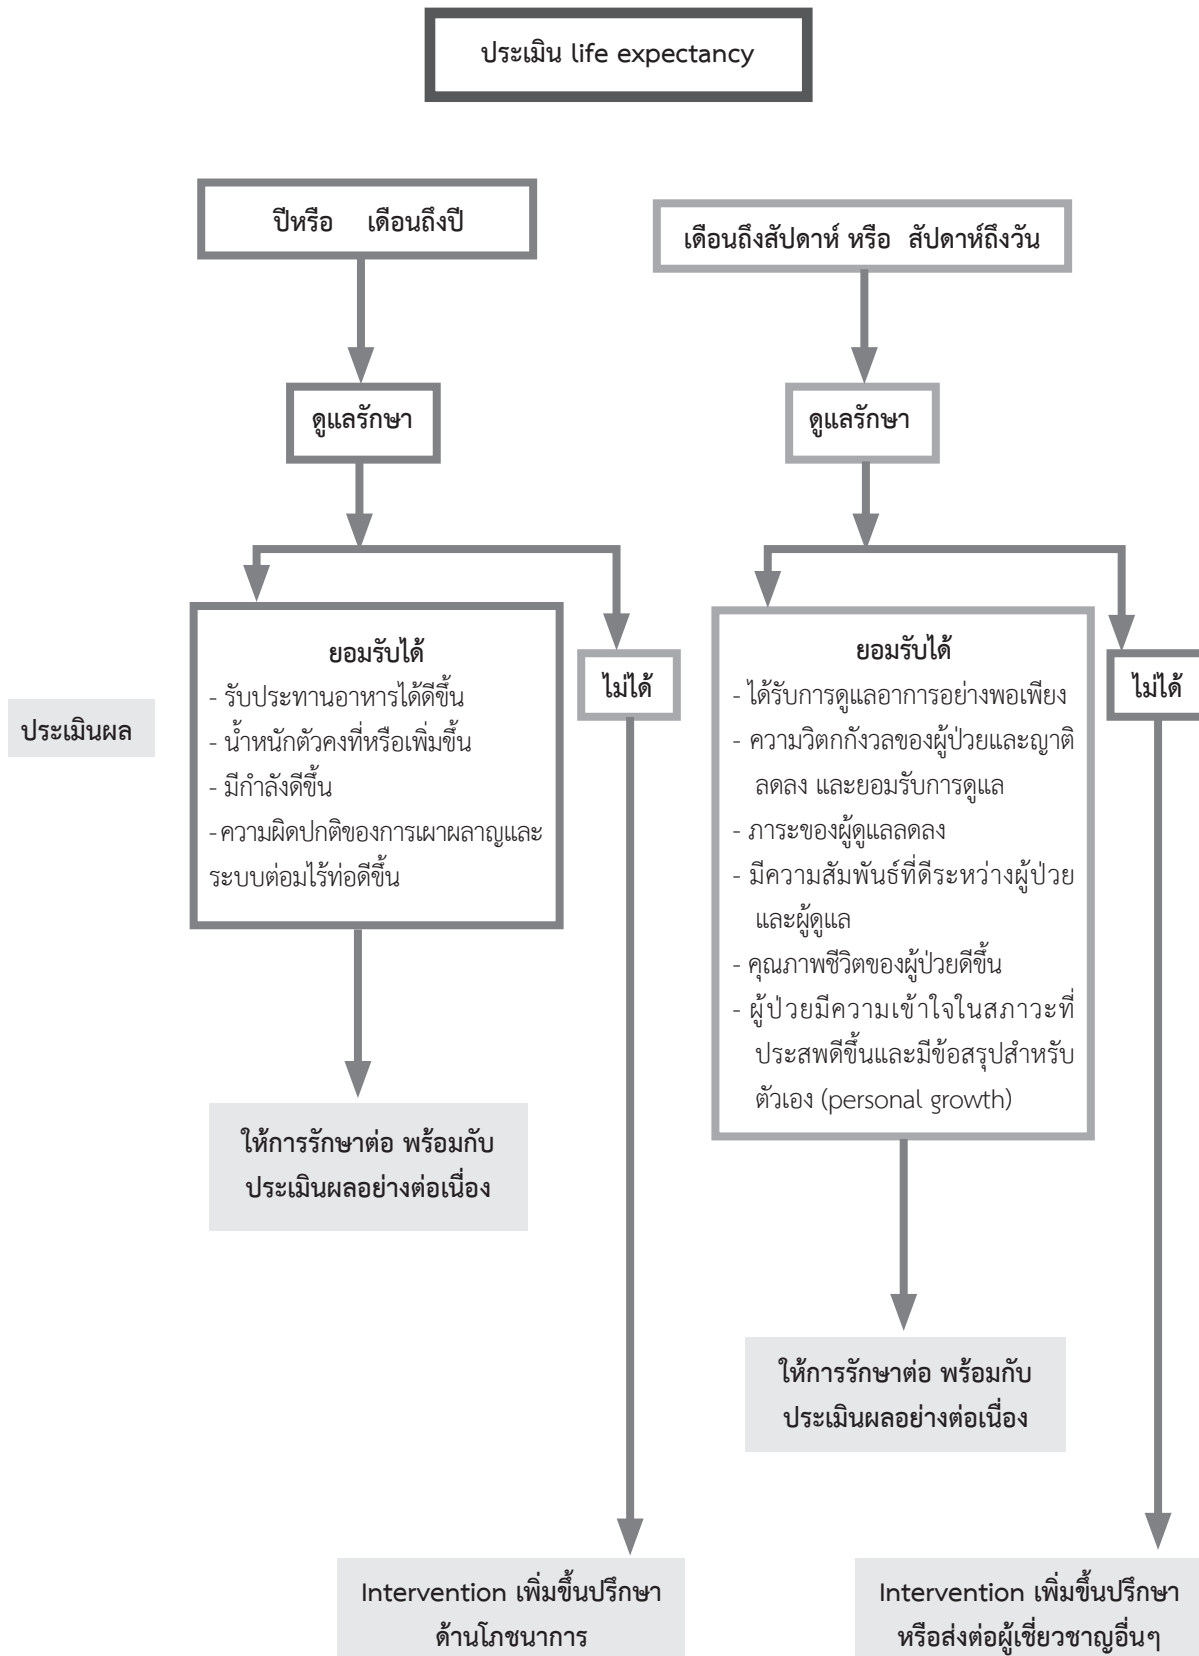 ประเมิน life expectancy
ปีหรือ เดือนถึงปี
เดือนถึงสัปดาห์ หรือ สัปดาห์ถึงวัน
ดูแลรักษา
ดูแลรักษา
ประเมินผล
ยอมรับได้
- รับประทานอาหารได้ดีขึ้น
- น้ำหนักตัวคงที่หรือเพิ่มขึ้น
- มีกำลังดีขึ้น
- ความผิดปกติของการเผาผลาญและ
ระบบต่อมไร้ท่อดีขึ้น
ไม่ได้
ยอมรับได้
- ได้รับการดูแลอาการอย่างพอเพียง
- ความวิตกกังวลของผู้ป่วยและญาติ
ลดลง และยอมรับการดูแล
- ภาระของผู้ดูแลลดลง
- มีความสัมพันธ์ที่ดีระหว่างผู้ป่วย
และผู้ดูแล
- คุณภาพชีวิตของผู้ป่วยดีขึ้น
- ผู้ป่วยมีความเข้าใจในสภาวะที่
ประสพดีขึ้นและมีข้อสรุปสำหรับ
ตัวเอง (personal growth)
ไม่ได้
ให้การรักษาต่อ พร้อมกับ
ประเมินผลอย่างต่อเนื่อง
ให้การรักษาต่อ พร้อมกับ
ประเมินผลอย่างต่อเนื่อง
Intervention เพิ่มขึ้นปรึกษา
ด้านโภชนาการ
Intervention เพิ่มขึ้นปรึกษา
หรือส่งต่อผู้เชี่ยวชาญอื่นๆ